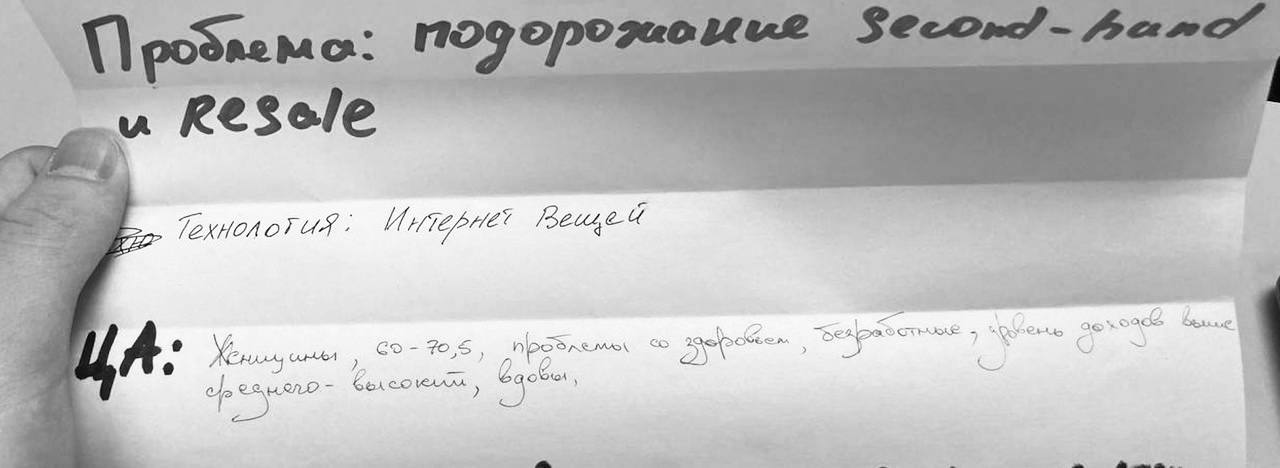 Проблема: подорожание second-hand
и Resale
Технология: Интернет Вещей
ЦА: Женщины, 60-70,5, проблемы со здоровьем, безработные, уровень доходов выше
среднего - высокий, вдовы,